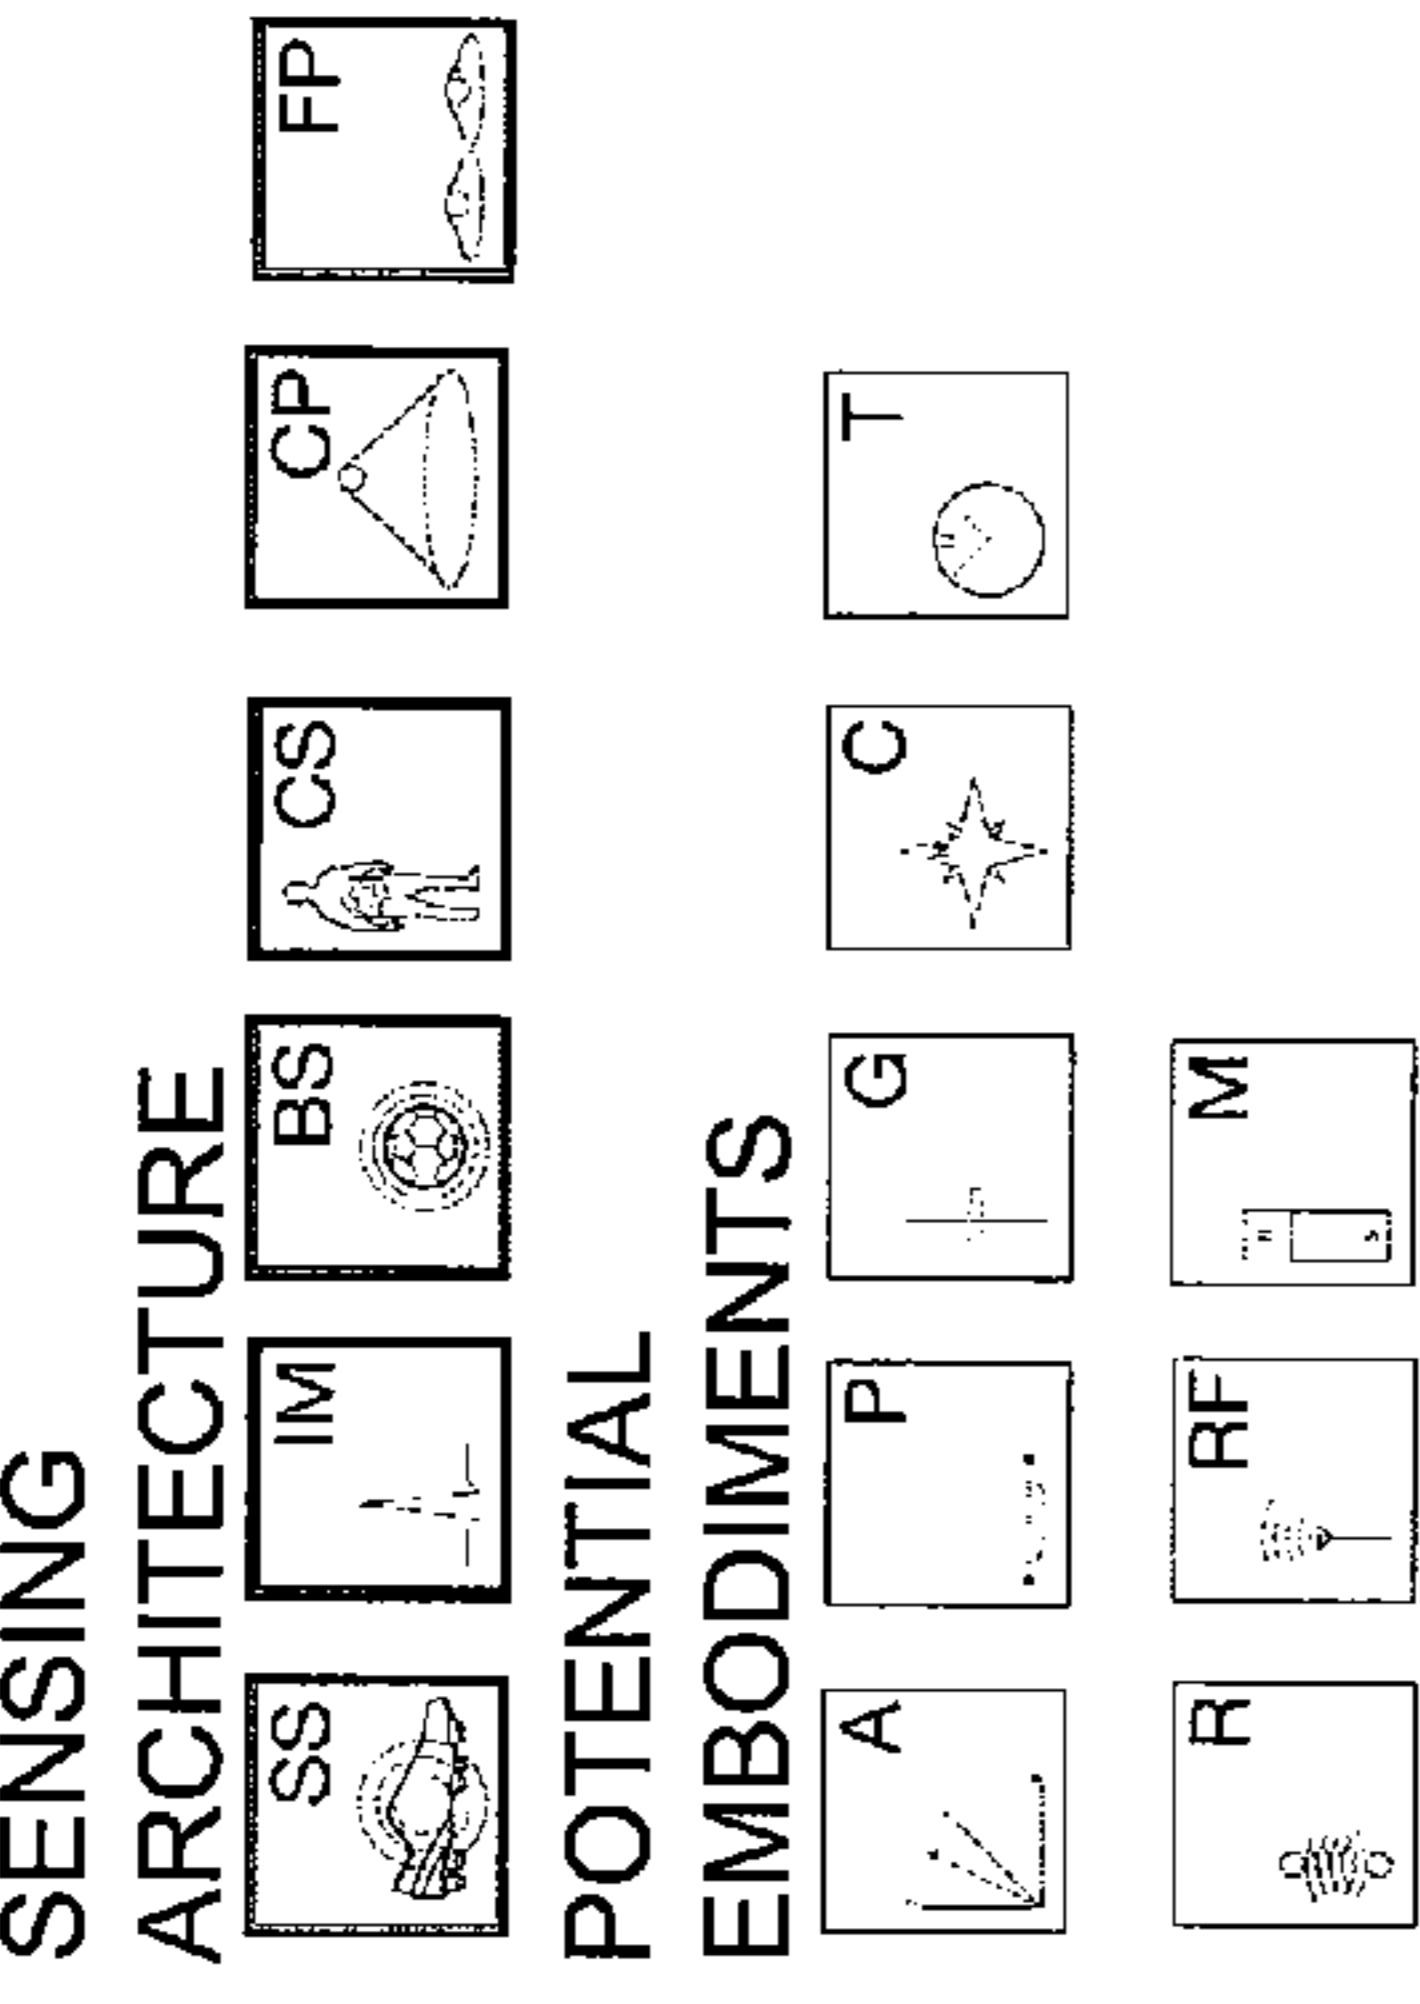 SENSING
ARCHITECTURE
SS IM BS CS CP FP
POTENTIAL
EMBODIMENTS
A P G C T
R RF M
N
S